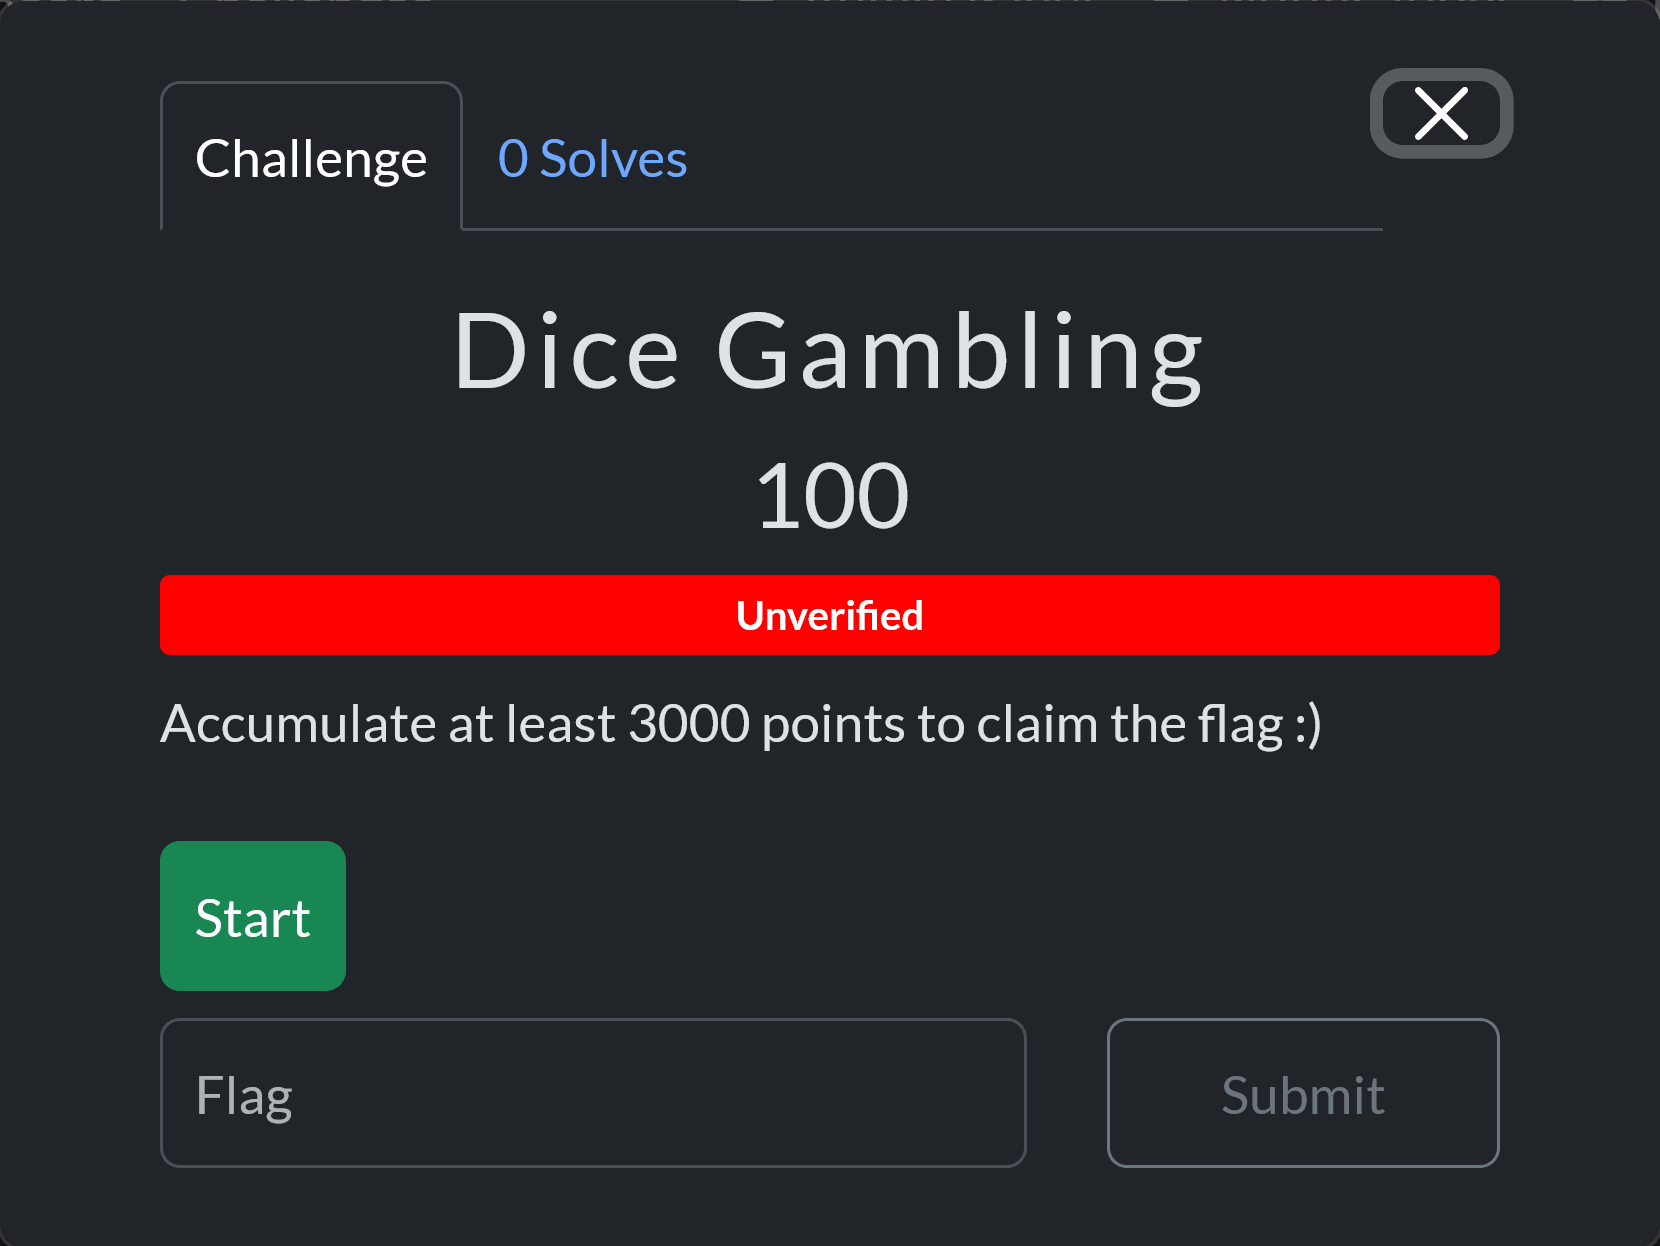 Challenge
0 Solves
Dice Gambling
100
Unverified
Accumulate at least 3000 points to claim the flag :)
Start
Flag
Submit